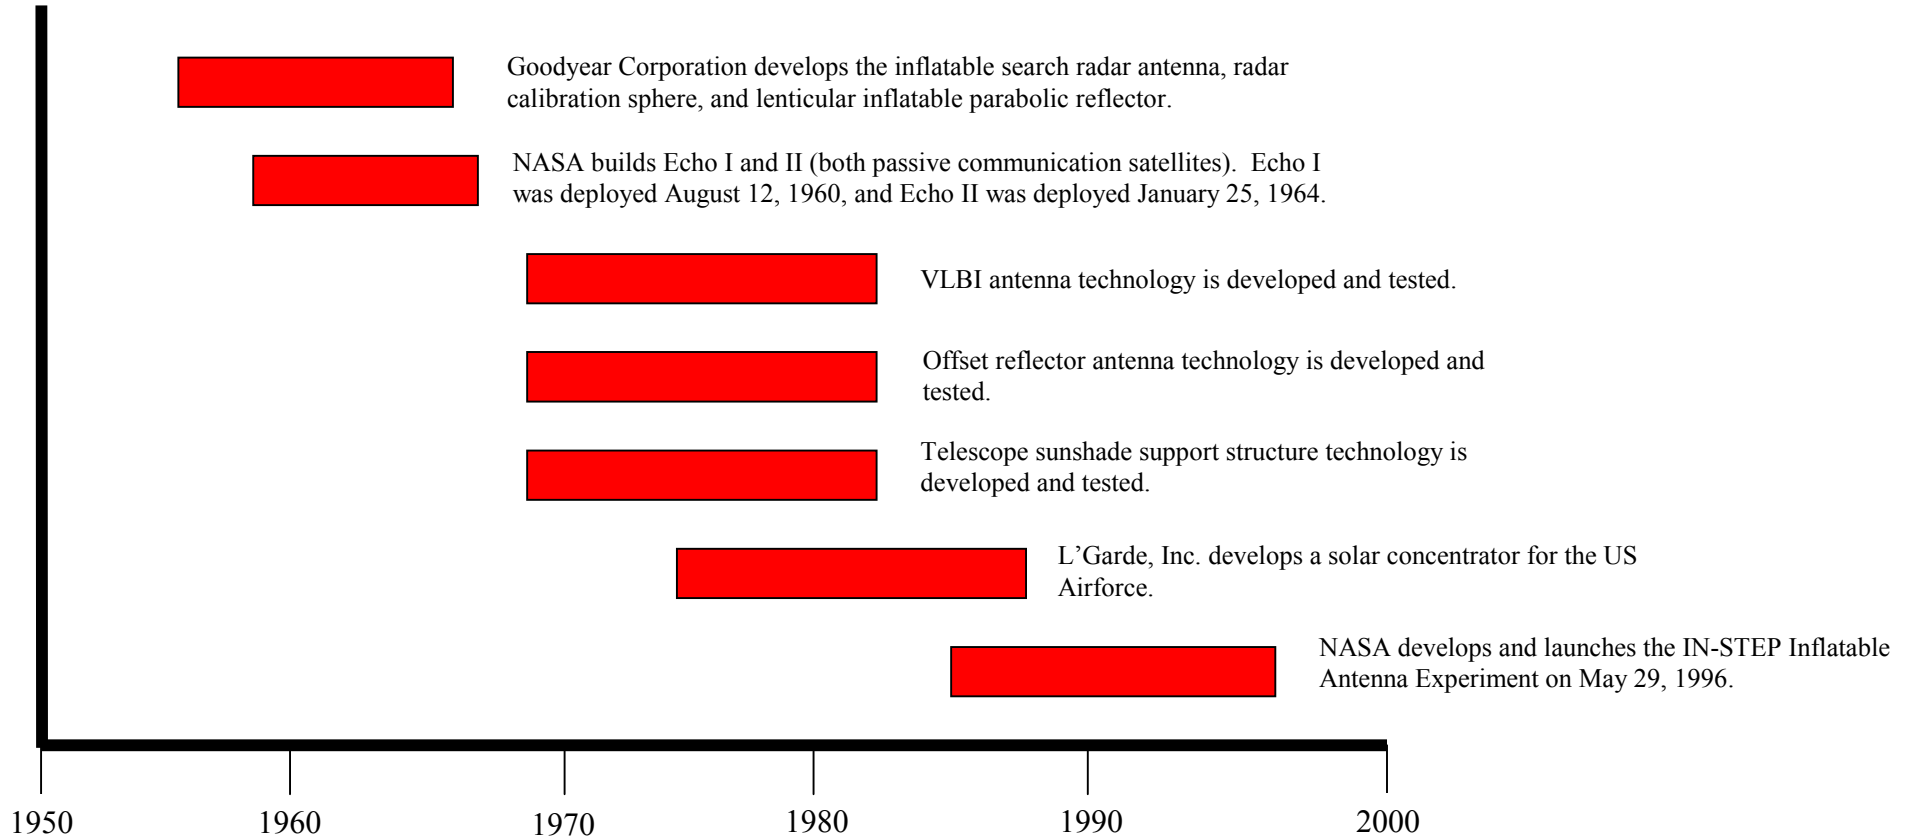 Goodyear Corporation develops the inflatable search radar antenna, radar
calibration sphere, and lenticular inflatable parabolic reflector.
NASA builds Echo I and II (both passive communication satellites).  Echo I
was deployed August 12, 1960, and Echo II was deployed January 25, 1964.
VLBI antenna technology is developed and tested.
Offset reflector antenna technology is developed and
tested.
Telescope sunshade support structure technology is
developed and tested.
L’Garde, Inc. develops a solar concentrator for the US
Airforce.
NASA develops and launches the IN-STEP Inflatable
Antenna Experiment on May 29, 1996.
1950 1960 1970 1980 1990 2000